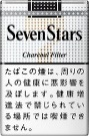 SevenStars
Charcoal Filter
たばこの煙は、周りの
人の健康に悪影響を
及ぼします。健康増
進法で禁じられてい
る場所では喫煙でき
ません。